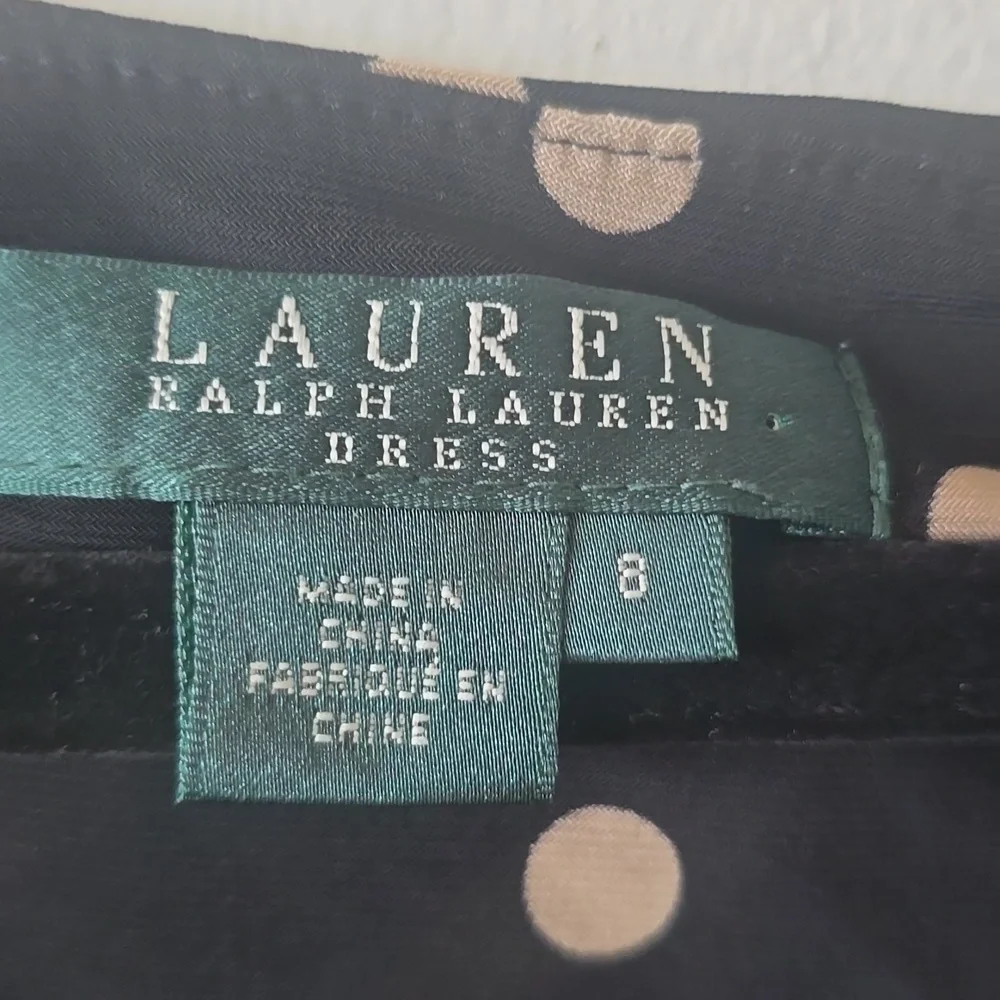 LAUREN
RALPH LAUREN
DRESS
8
MADE IN
CHINA
FABRIQUÉ EN
CHINE